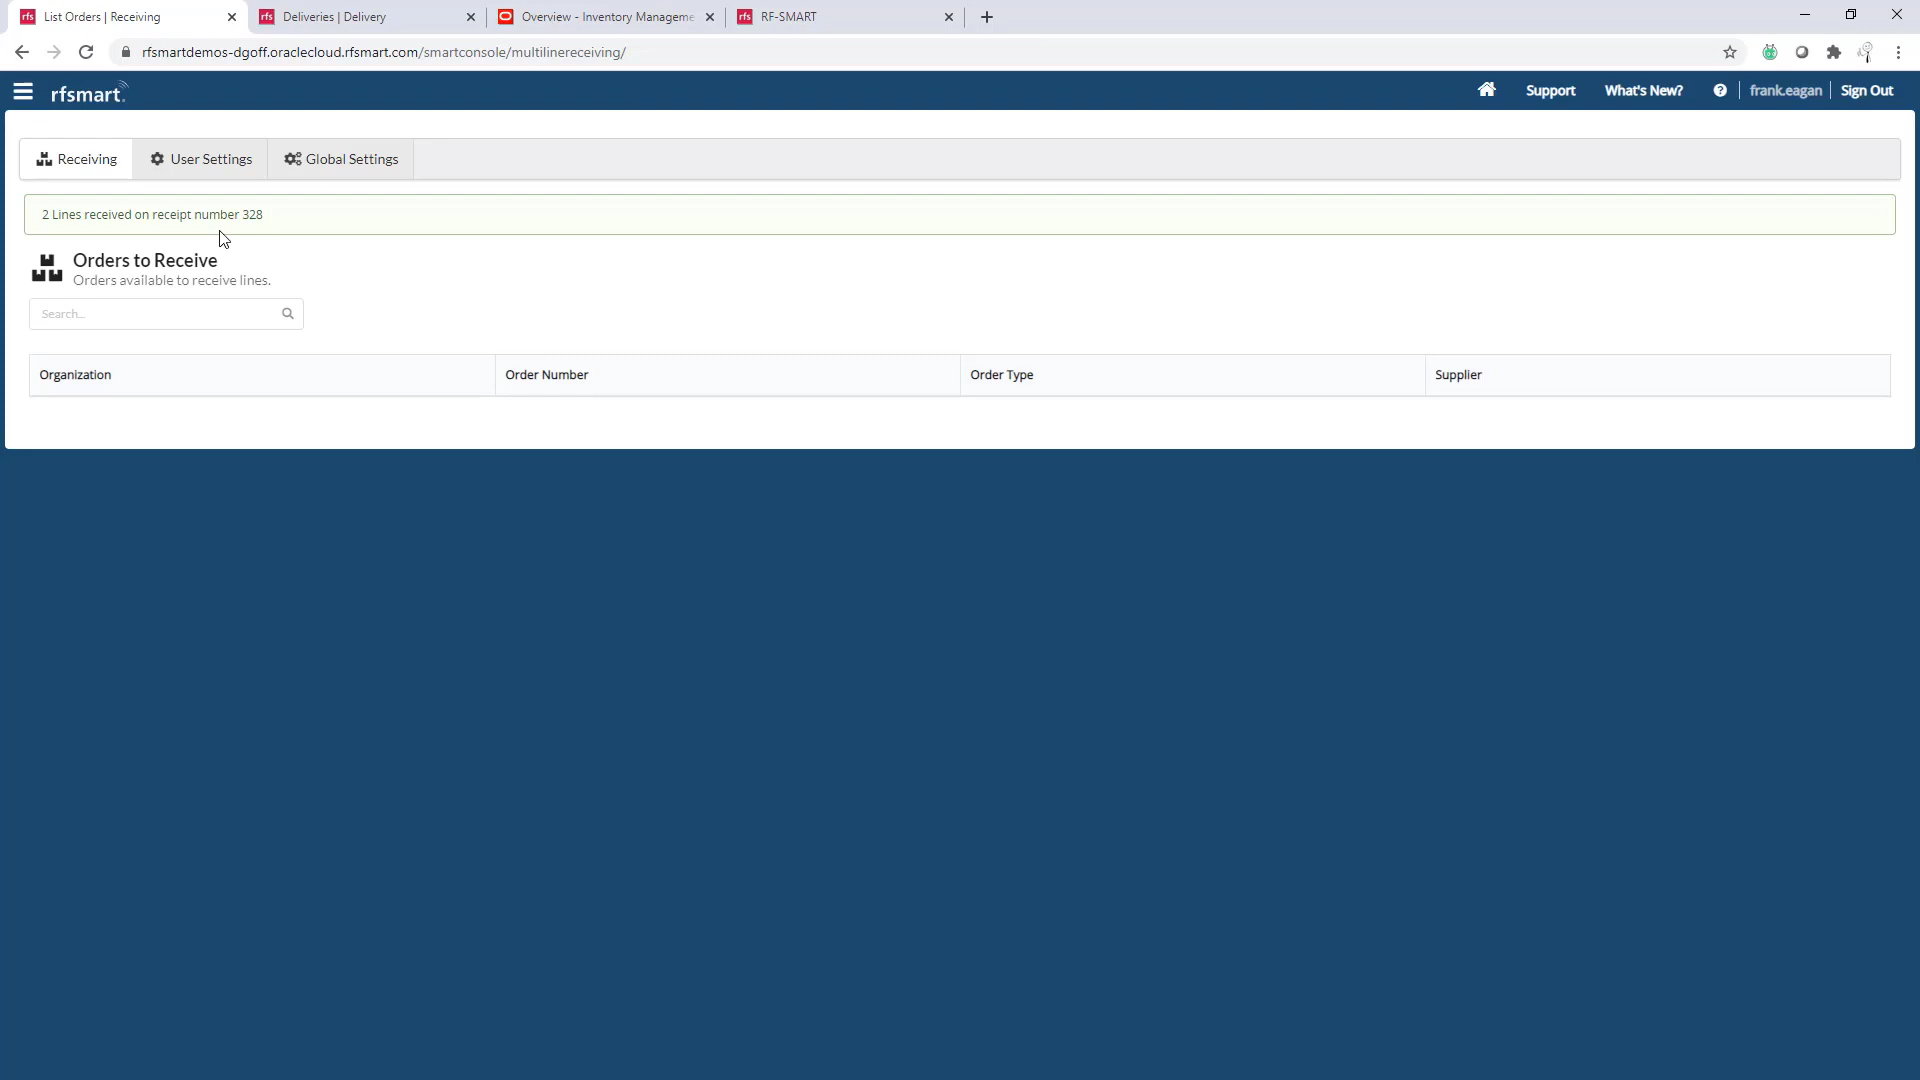 List Orders | Receiving
Deliveries | Delivery
Overview - Inventory Manageme
RF-SMART
rfsmartdemos-dgoff.oraclecloud.rfsmart.com/smartconsole/multilinereceiving/
rfsmart
Support
What's New?
frank.eagan
Sign Out
Receiving
User Settings
Global Settings
2 Lines received on receipt number 328
Orders to Receive
Orders available to receive lines.
Search...
Organization
Order Number
Order Type
Supplier